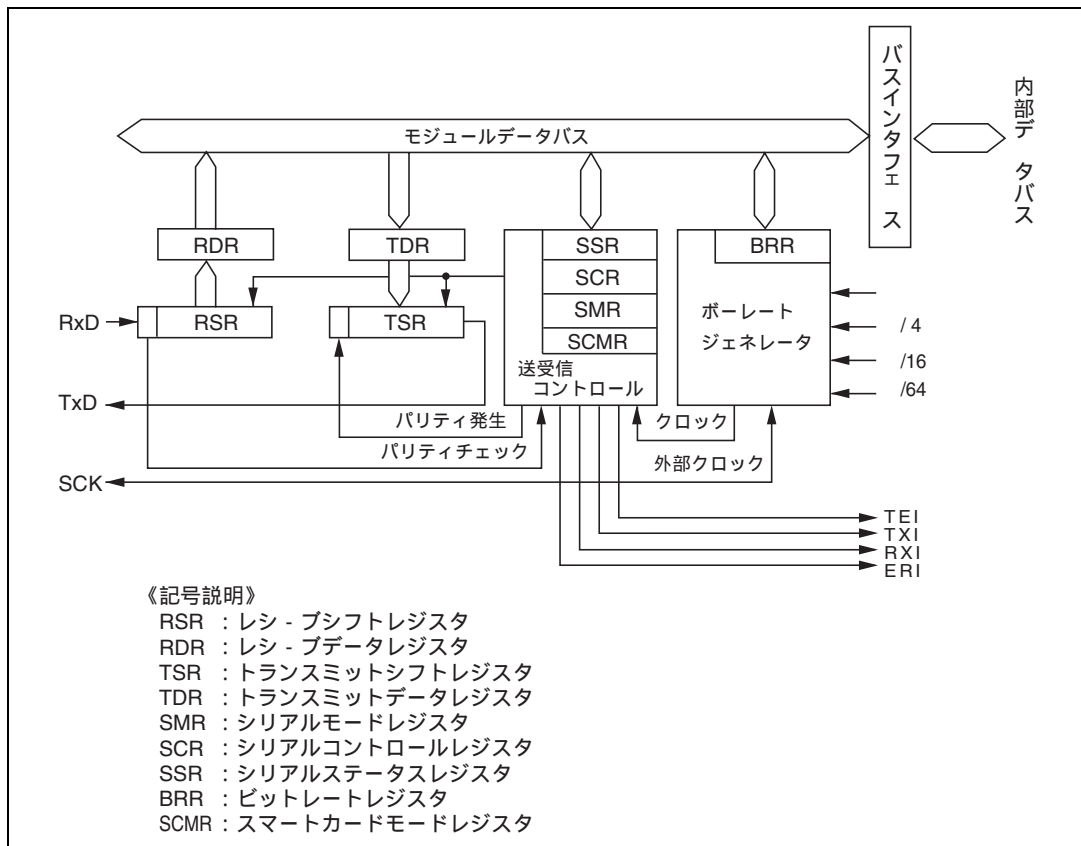 バスインタフェ ス
内部デ タバス
モジュールデータバス
RDR
TDR
SSR
BRR
SCR
RSR
TSR
SMR
SCMR
ボーレート
ジェネレータ
RxD
/ 4
/16
/64
送受信
コントロール
TxD
パリティ発生
クロック
パリティチェック
外部クロック
SCK
TEI
TXI
RXI
ERI
《記号説明》
RSR : レシ - ブシフトレジスタ
RDR : レシ - ブデータレジスタ
TSR : トランスミットシフトレジスタ
TDR : トランスミットデータレジスタ
SMR : シリアルモードレジスタ
SCR : シリアルコントロールレジスタ
SSR : シリアルステータスレジスタ
BRR : ビットレートレジスタ
SCMR : スマートカードモードレジスタ